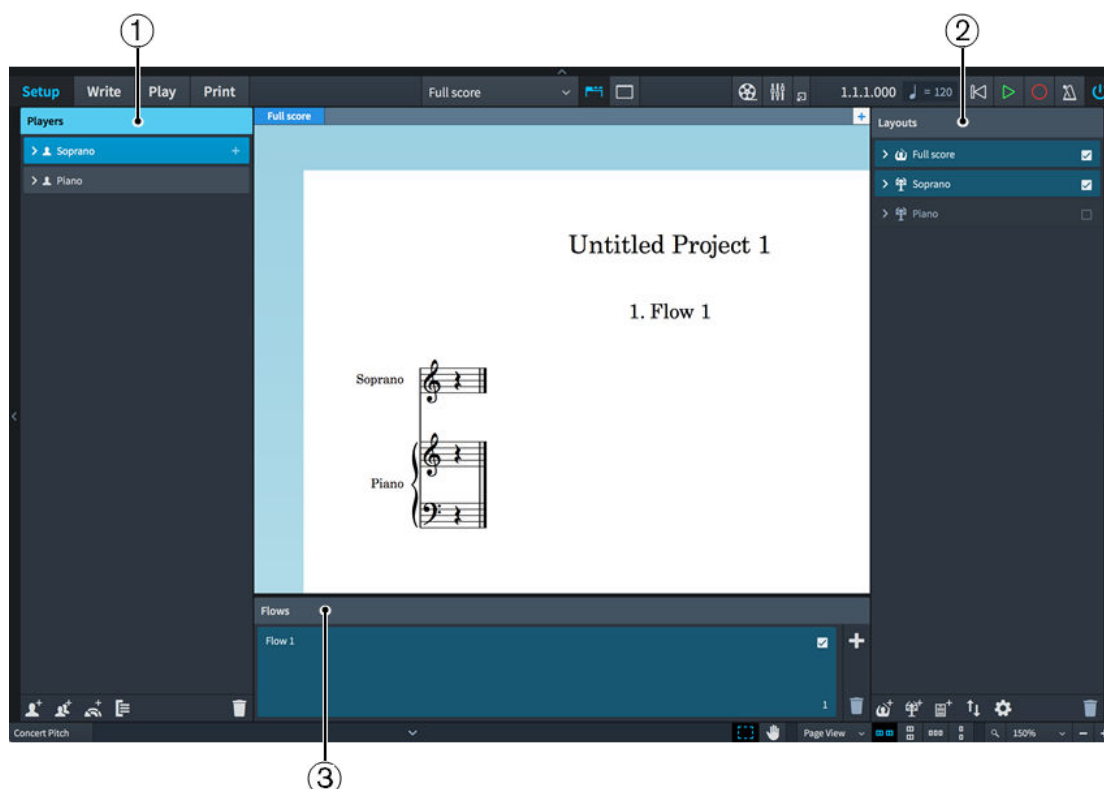 1 2
Setup Write Play Print Full score 1.1.1.000 = 120
Players Full score Layouts
Soprano Full score
Piano Soprano
Piano
Untitled Project 1
1. Flow 1
Soprano
Piano
Flows
Flow 1
1
Concert Pitch Page View 150%
3